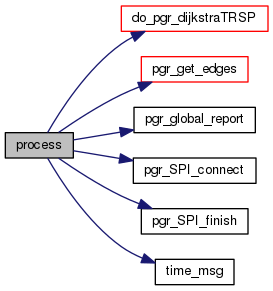 do_pgr_dijkstraTRSP
pgr_get_edges
pgr_global_report
process
pgr_SPI_connect
pgr_SPI_finish
time_msg